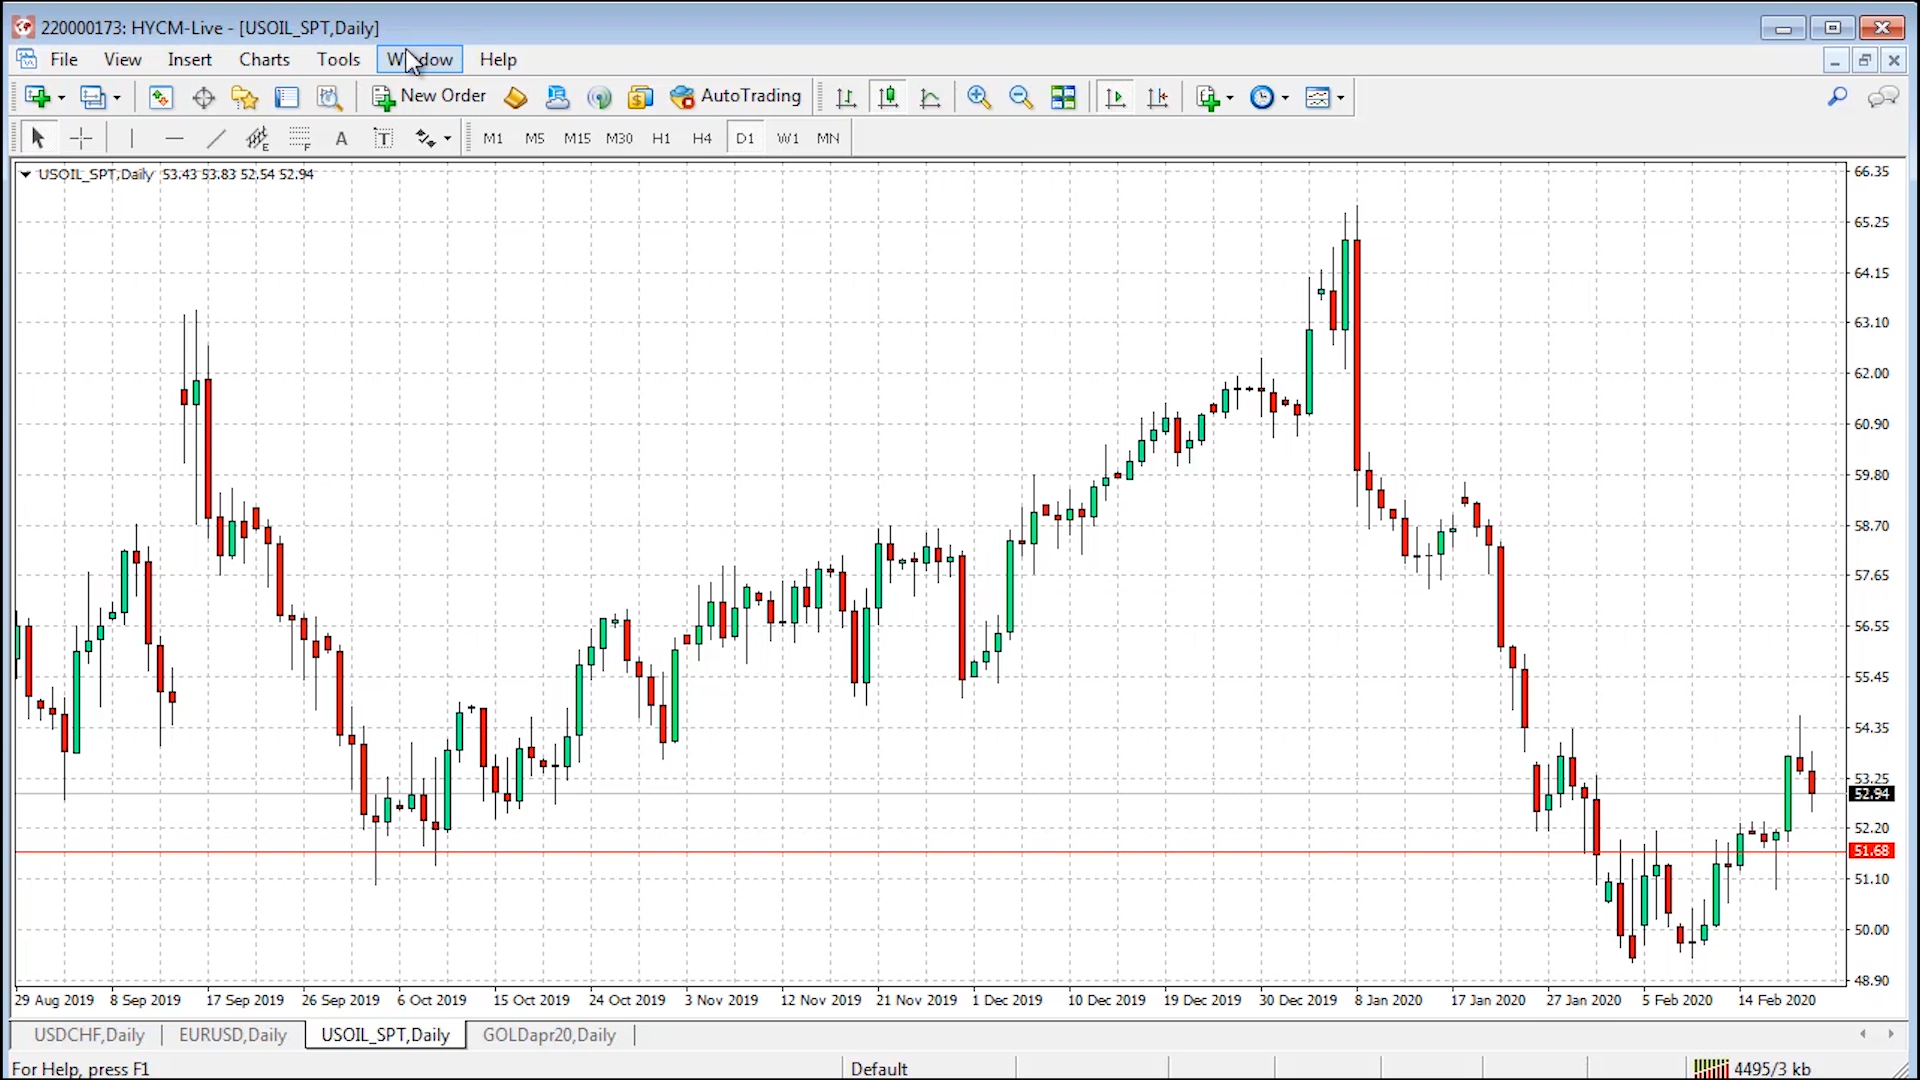 220000173: HYCM-Live - [USOIL_SPT,Daily]
File View Insert Charts Tools Window Help
New Order AutoTrading
E F A T M1 M5 M15 M30 H1 H4 D1 W1 MN
USOIL_SPT,Daily 53.43 53.83 52.54 52.94
66.35
65.25
64.15
63.10
62.00
60.90
59.80
58.70
57.65
56.55
55.45
54.35
53.25
52.94
52.20
51.68
51.10
50.00
48.90
29 Aug 2019 8 Sep 2019 17 Sep 2019 26 Sep 2019 6 Oct 2019 15 Oct 2019 24 Oct 2019 3 Nov 2019 12 Nov 2019 21 Nov 2019 1 Dec 2019 10 Dec 2019 19 Dec 2019 30 Dec 2019 8 Jan 2020 17 Jan 2020 27 Jan 2020 5 Feb 2020 14 Feb 2020
USDCHF,Daily EURUSD,Daily USOIL_SPT,Daily GOLDapr20,Daily
For Help, press F1 Default 4495/3 kb